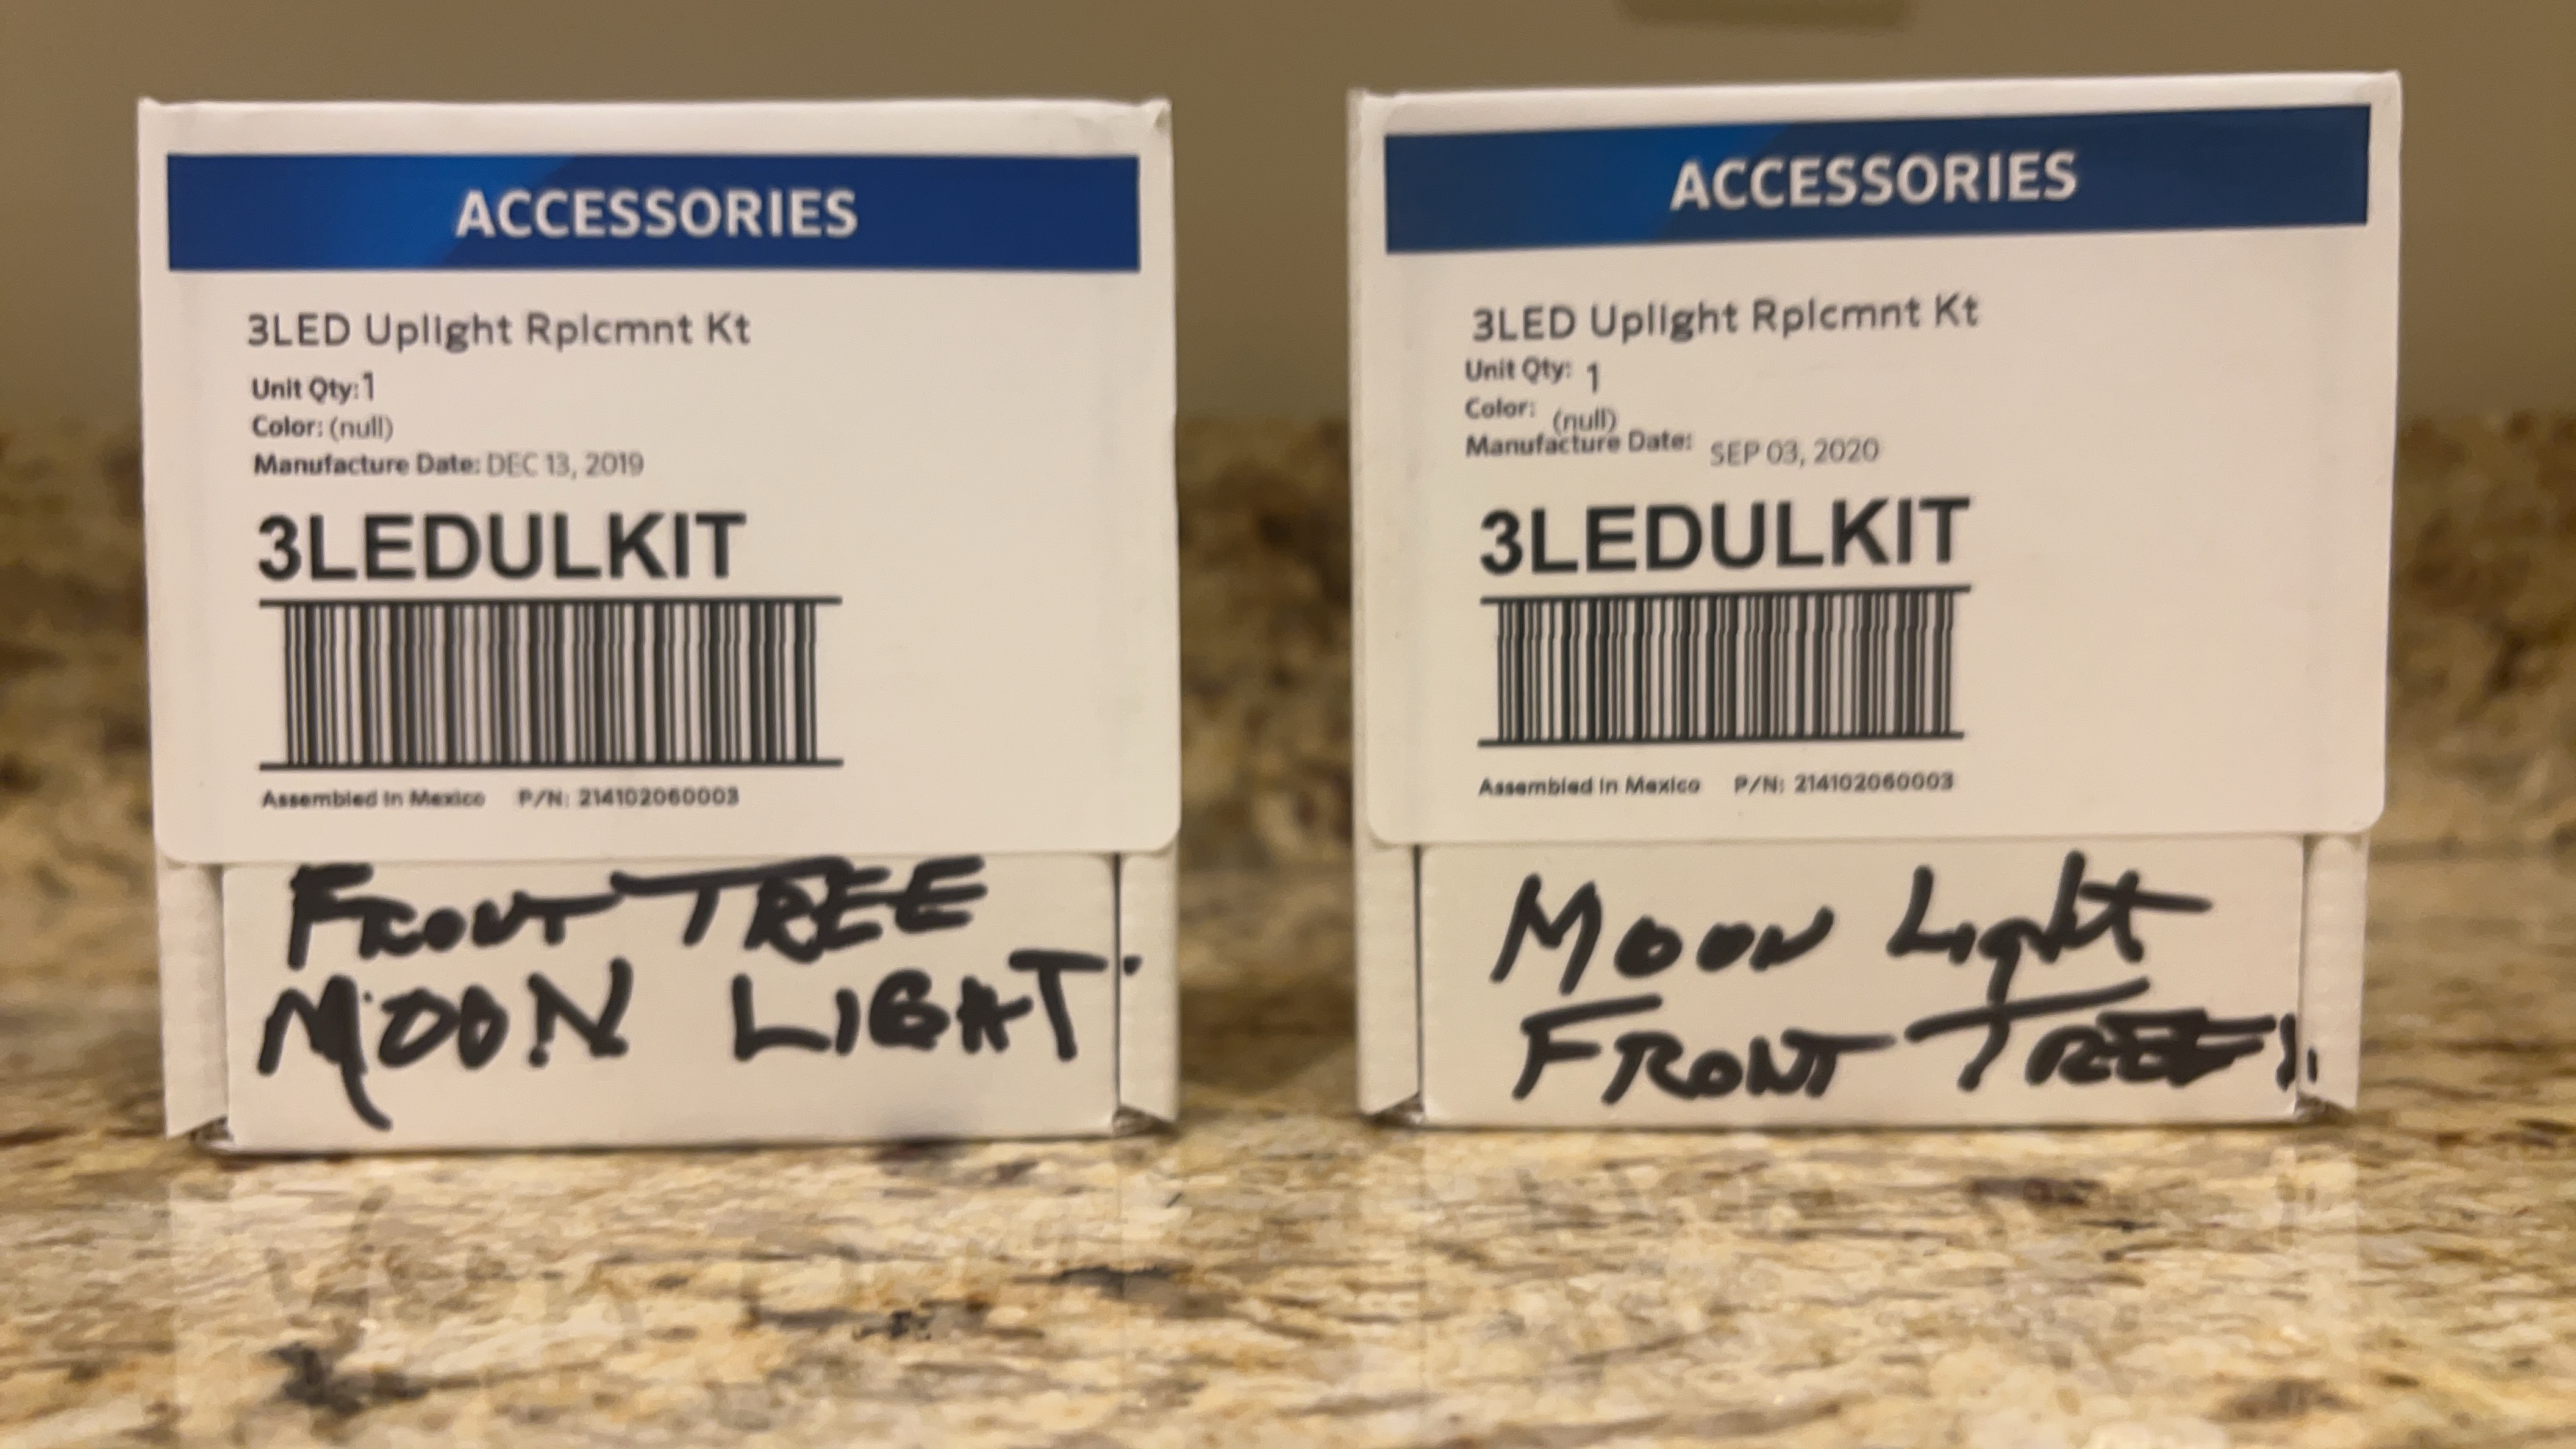 ACCESSORIES
3LED Uplight Rplcmnt Kt
Unit Qty: 1
Color: (null)
Manufacture Date: DEC 13, 2019
3LEDULKIT
Assembled in Mexico P/N: 214102060003
FRONT TREE
MOON LIGHT.
ACCESSORIES
3LED Uplight Rplcmnt Kt
Unit Qty: 1
Color: (null)
Manufacture Date: SEP 03, 2020
3LEDULKIT
Assembled in Mexico P/N: 214102060003
Moon Light
FRONT TREE